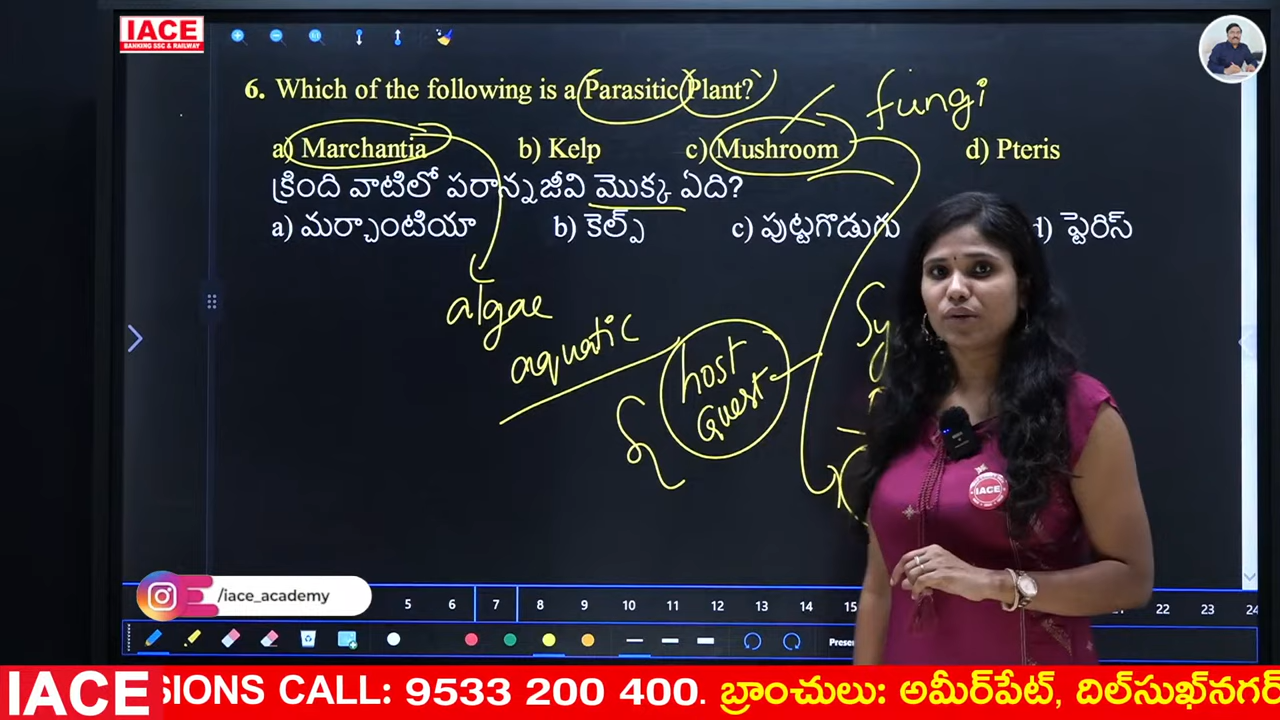 IACE
BANKING SSC & RAILWAY
6. Which of the following is a Parasitic Plant?
fungi
a) Marchantia b) Kelp c) Mushroom d) Pteris
క్రింది వాటిలో పరాన్న జీవి మొక్క ఏది?
a) మర్చాంటియా b) కెల్ప్ c) పుట్టగొడుగు d) ఫ్టెరిస్
algae
aquatic
host
Guest
Sy
IACE
/iace_academy
5 6 7 8 9 10 11 12 13 14 15 22 23 24
IACE SIONS CALL: 9533 200 400. బ్రాంచులు: అమీర్‌పేట్, దిల్‌సుఖ్‌నగర్